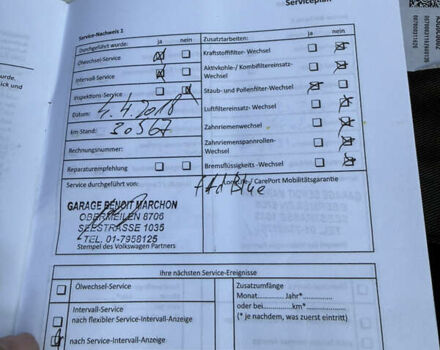 Serviceplan
Service-Nachweis 1
Durchgeführt wurde: ja nein
Ölwechsel-Service
Intervall-Service
Inspektions-Service
Datum: 4.4.2018
km-Stand: 30567
Rechnungsnummer:
Reparaturempfehlung
Zusatzarbeiten: ja nein
Kraftstofffilter- Wechsel
Aktivkohle-/ Kombifiltereinsatz-
Wechsel
Staub- und Pollenfilter-Wechsel
Luftfiltereinsatz- Wechsel
Zahnriemenwechsel
Zahnriemenspannrollen-
Wechsel
Bremsflüssigkeits -Wechsel
Service durchgeführt von:
/ CarePort Mobilitätsgarantie
AdBlue
GARAGE BENOIT MARCHON
OBERMEILEN 8706
SEESTRASSE 1035
TEL. 01-7958125
Stempel des Volkswagen Partners
Ihre nächsten Service-Ereignisse
Ölwechsel-Service
Intervall-Service
nach flexibler Service-Intervall-Anzeige
nach Service-Intervall-Anzeige
Zusatzumfänge
Monat............Jahr*............
oder bei............km*............
(* je nachdem, was zuerst eintritt)